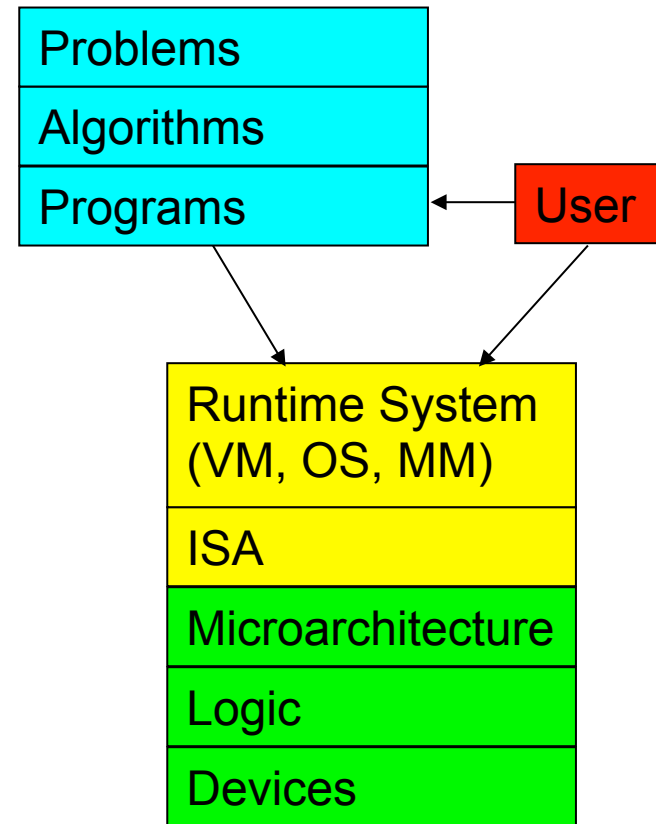 Problems
Algorithms
Programs
User
Runtime System
(VM, OS, MM)
ISA
Microarchitecture
Logic
Devices